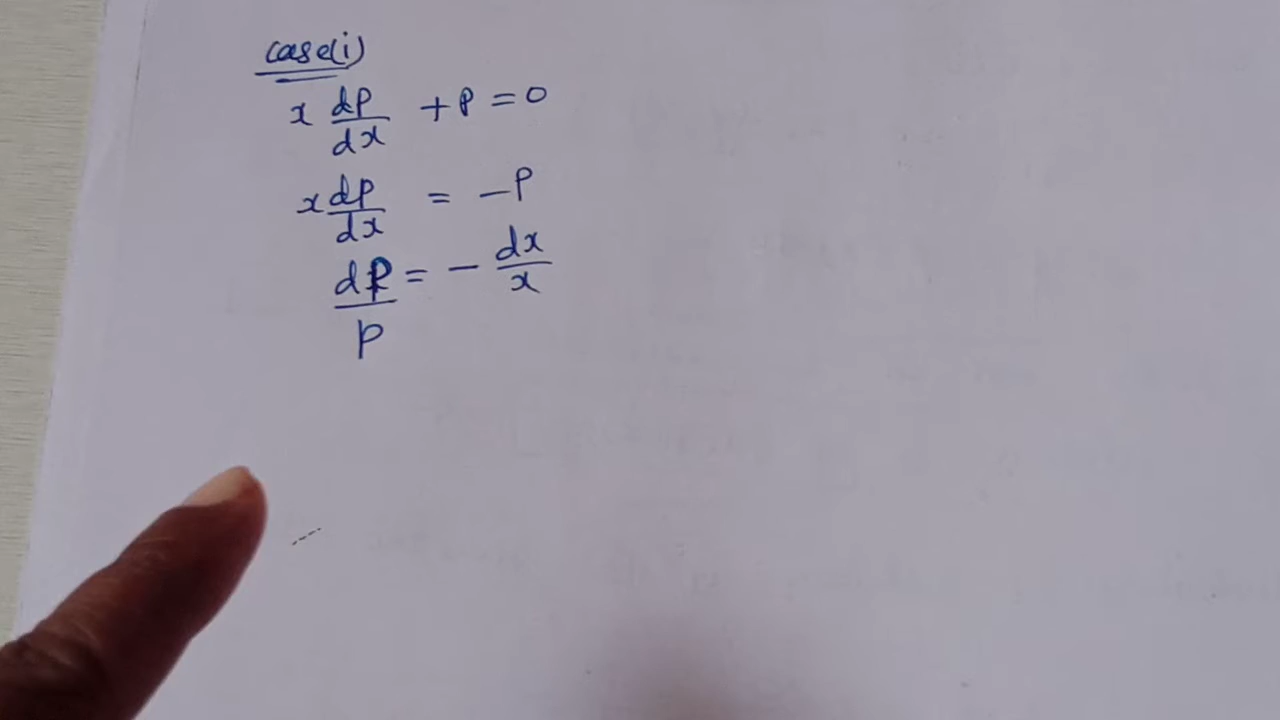 case(i)
x dp/dx + p = 0
x dp/dx = -p
dp/p = - dx/x